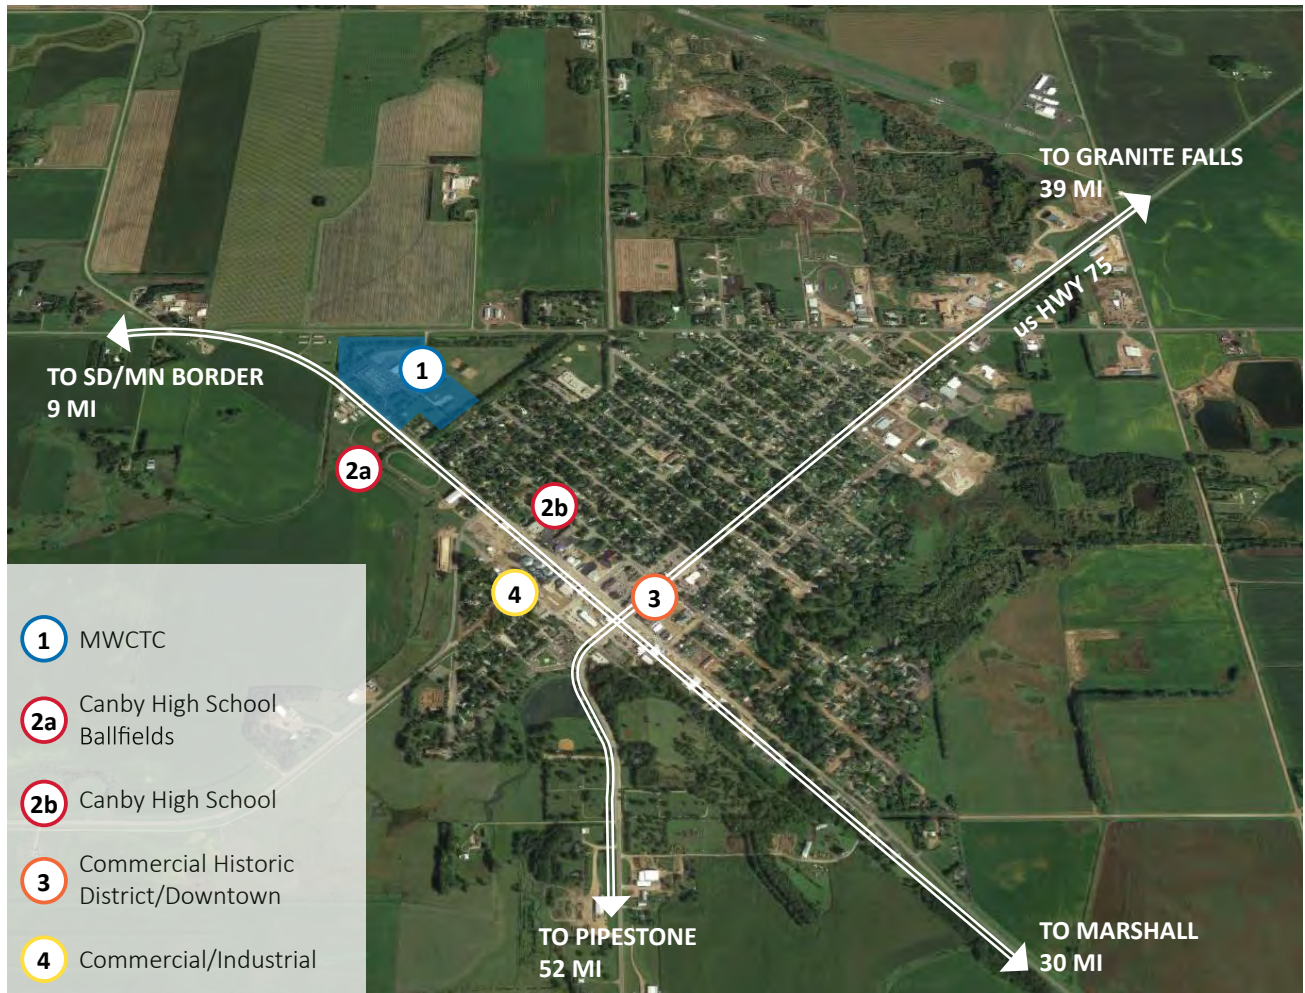 TO GRANITE FALLS
39 MI
us HWY 75
1
TO SD/MN BORDER
9 MI
2a
2b
4
3
1 MWCTC
2a Canby High School
Ballfields
2b Canby High School
3 Commercial Historic
District/Downtown
4 Commercial/Industrial
TO PIPESTONE
52 MI
TO MARSHALL
30 MI